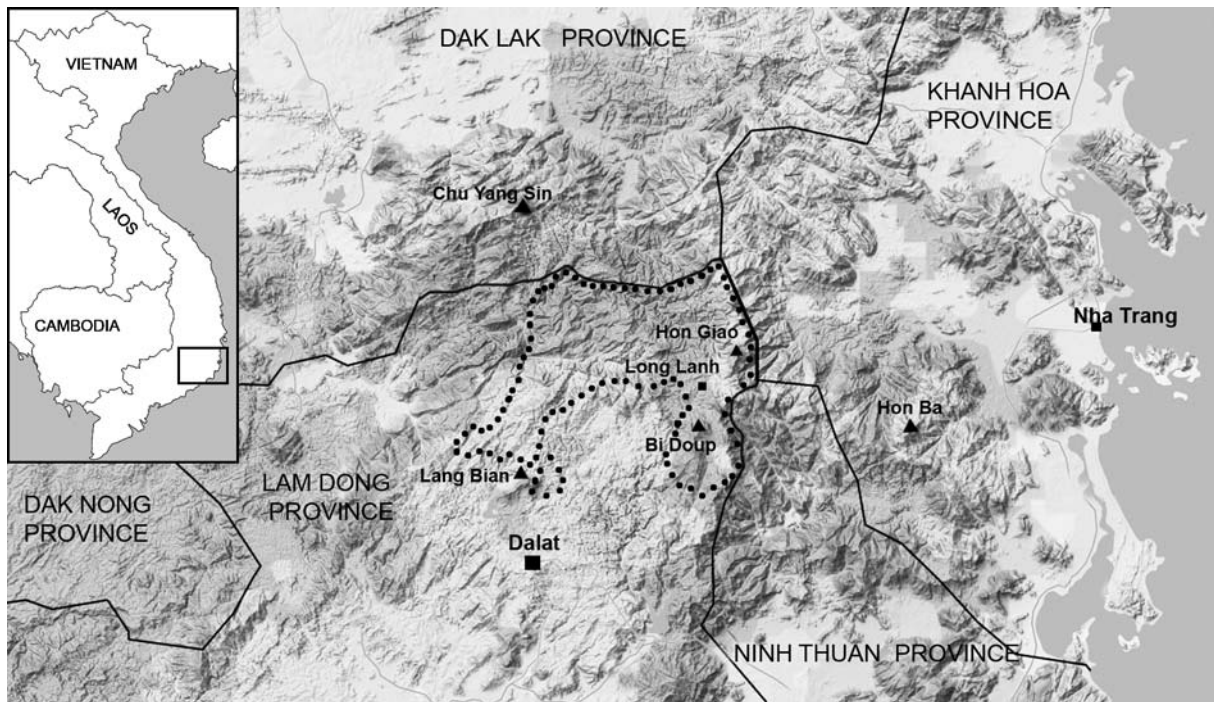 VIETNAM
LAOS
CAMBODIA
DAK LAK PROVINCE
KHANH HOA
PROVINCE
Chu Yang Sin
Nha Trang
Hon Giao
Long Lanh
Hon Ba
Bi Doup
Lang Bian
LAM DONG
PROVINCE
DAK NONG
PROVINCE
Dalat
NINH THUAN PROVINCE